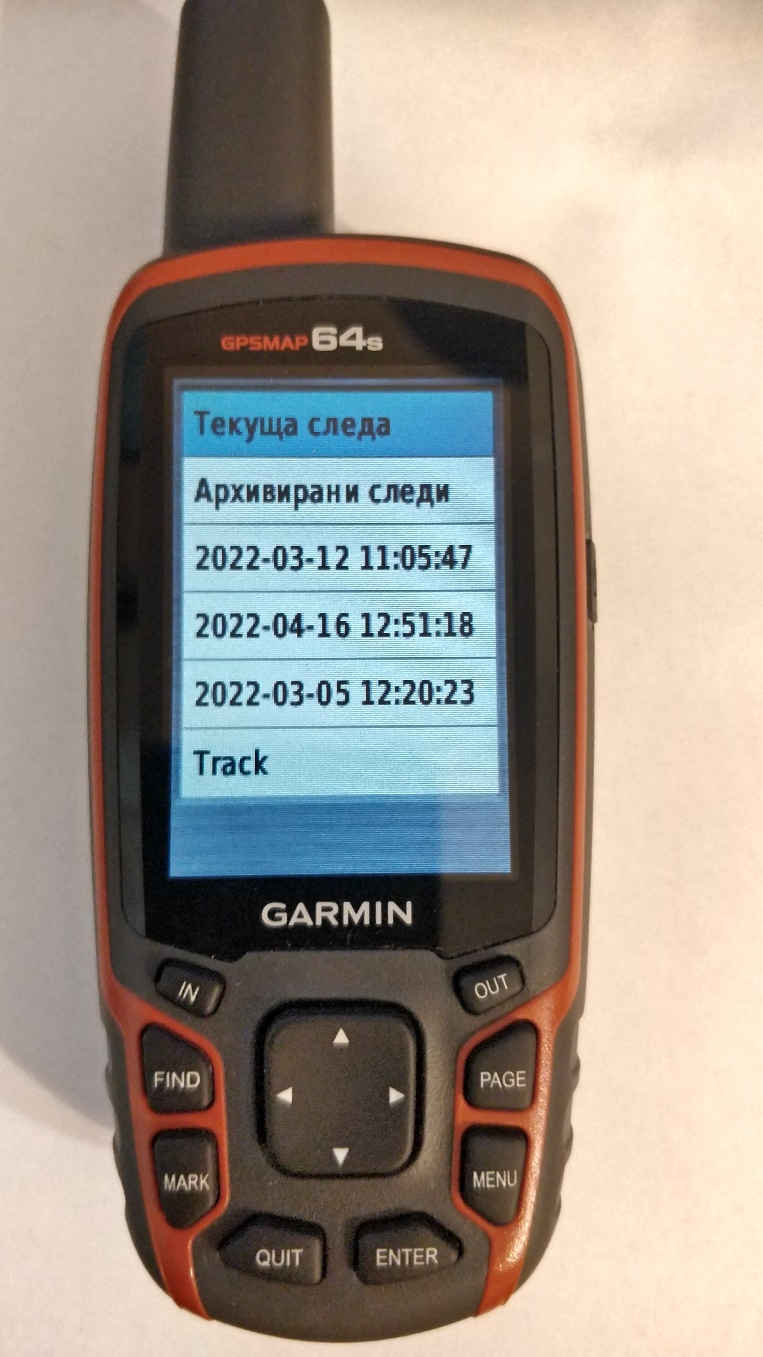 GPSMAP 64s
Текуща следа
Архивирани следи
2022-03-12 11:05:47
2022-04-16 12:51:18
2022-03-05 12:20:23
Track
GARMIN
IN
OUT
FIND
PAGE
MARK
MENU
QUIT
ENTER